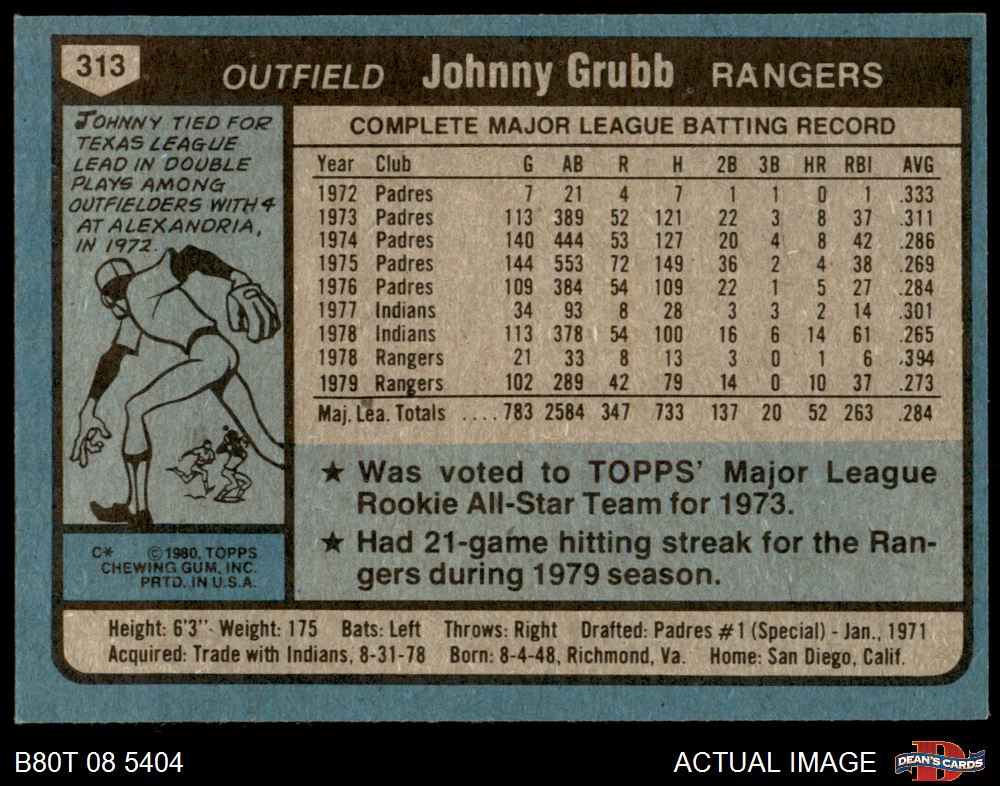 313
OUTFIELD Johnny Grubb RANGERS
JOHNNY TIED FOR
TEXAS LEAGUE
LEAD IN DOUBLE
PLAYS AMONG
OUTFIELDERS WITH 4
AT ALEXANDRIA,
IN 1972.
COMPLETE MAJOR LEAGUE BATTING RECORD
Year Club G AB R H 2B 3B HR RBI AVG
1972 Padres 7 21 4 7 1 1 0 1 .333
1973 Padres 113 389 52 121 22 3 8 37 .311
1974 Padres 140 444 53 127 20 4 8 42 .286
1975 Padres 144 553 72 149 36 2 4 38 .269
1976 Padres 109 384 54 109 22 1 5 27 .284
1977 Indians 34 93 8 28 3 3 2 14 .301
1978 Indians 113 378 54 100 16 6 14 61 .265
1978 Rangers 21 33 8 13 3 0 1 6 .394
1979 Rangers 102 289 42 79 14 0 10 37 .273
Maj. Lea. Totals .... 783 2584 347 733 137 20 52 263 .284
★ Was voted to TOPPS' Major League
Rookie All-Star Team for 1973.
★ Had 21-game hitting streak for the Ran-
gers during 1979 season.
C* © 1980, TOPPS
CHEWING GUM, INC.
PRTD. IN U.S.A.
Height: 6'3" Weight: 175 Bats: Left Throws: Right Drafted: Padres #1 (Special) - Jan., 1971
Acquired: Trade with Indians, 8-31-78 Born: 8-4-48, Richmond, Va. Home: San Diego, Calif.
B80T 08 5404 ACTUAL IMAGE DEAN'S CARDS